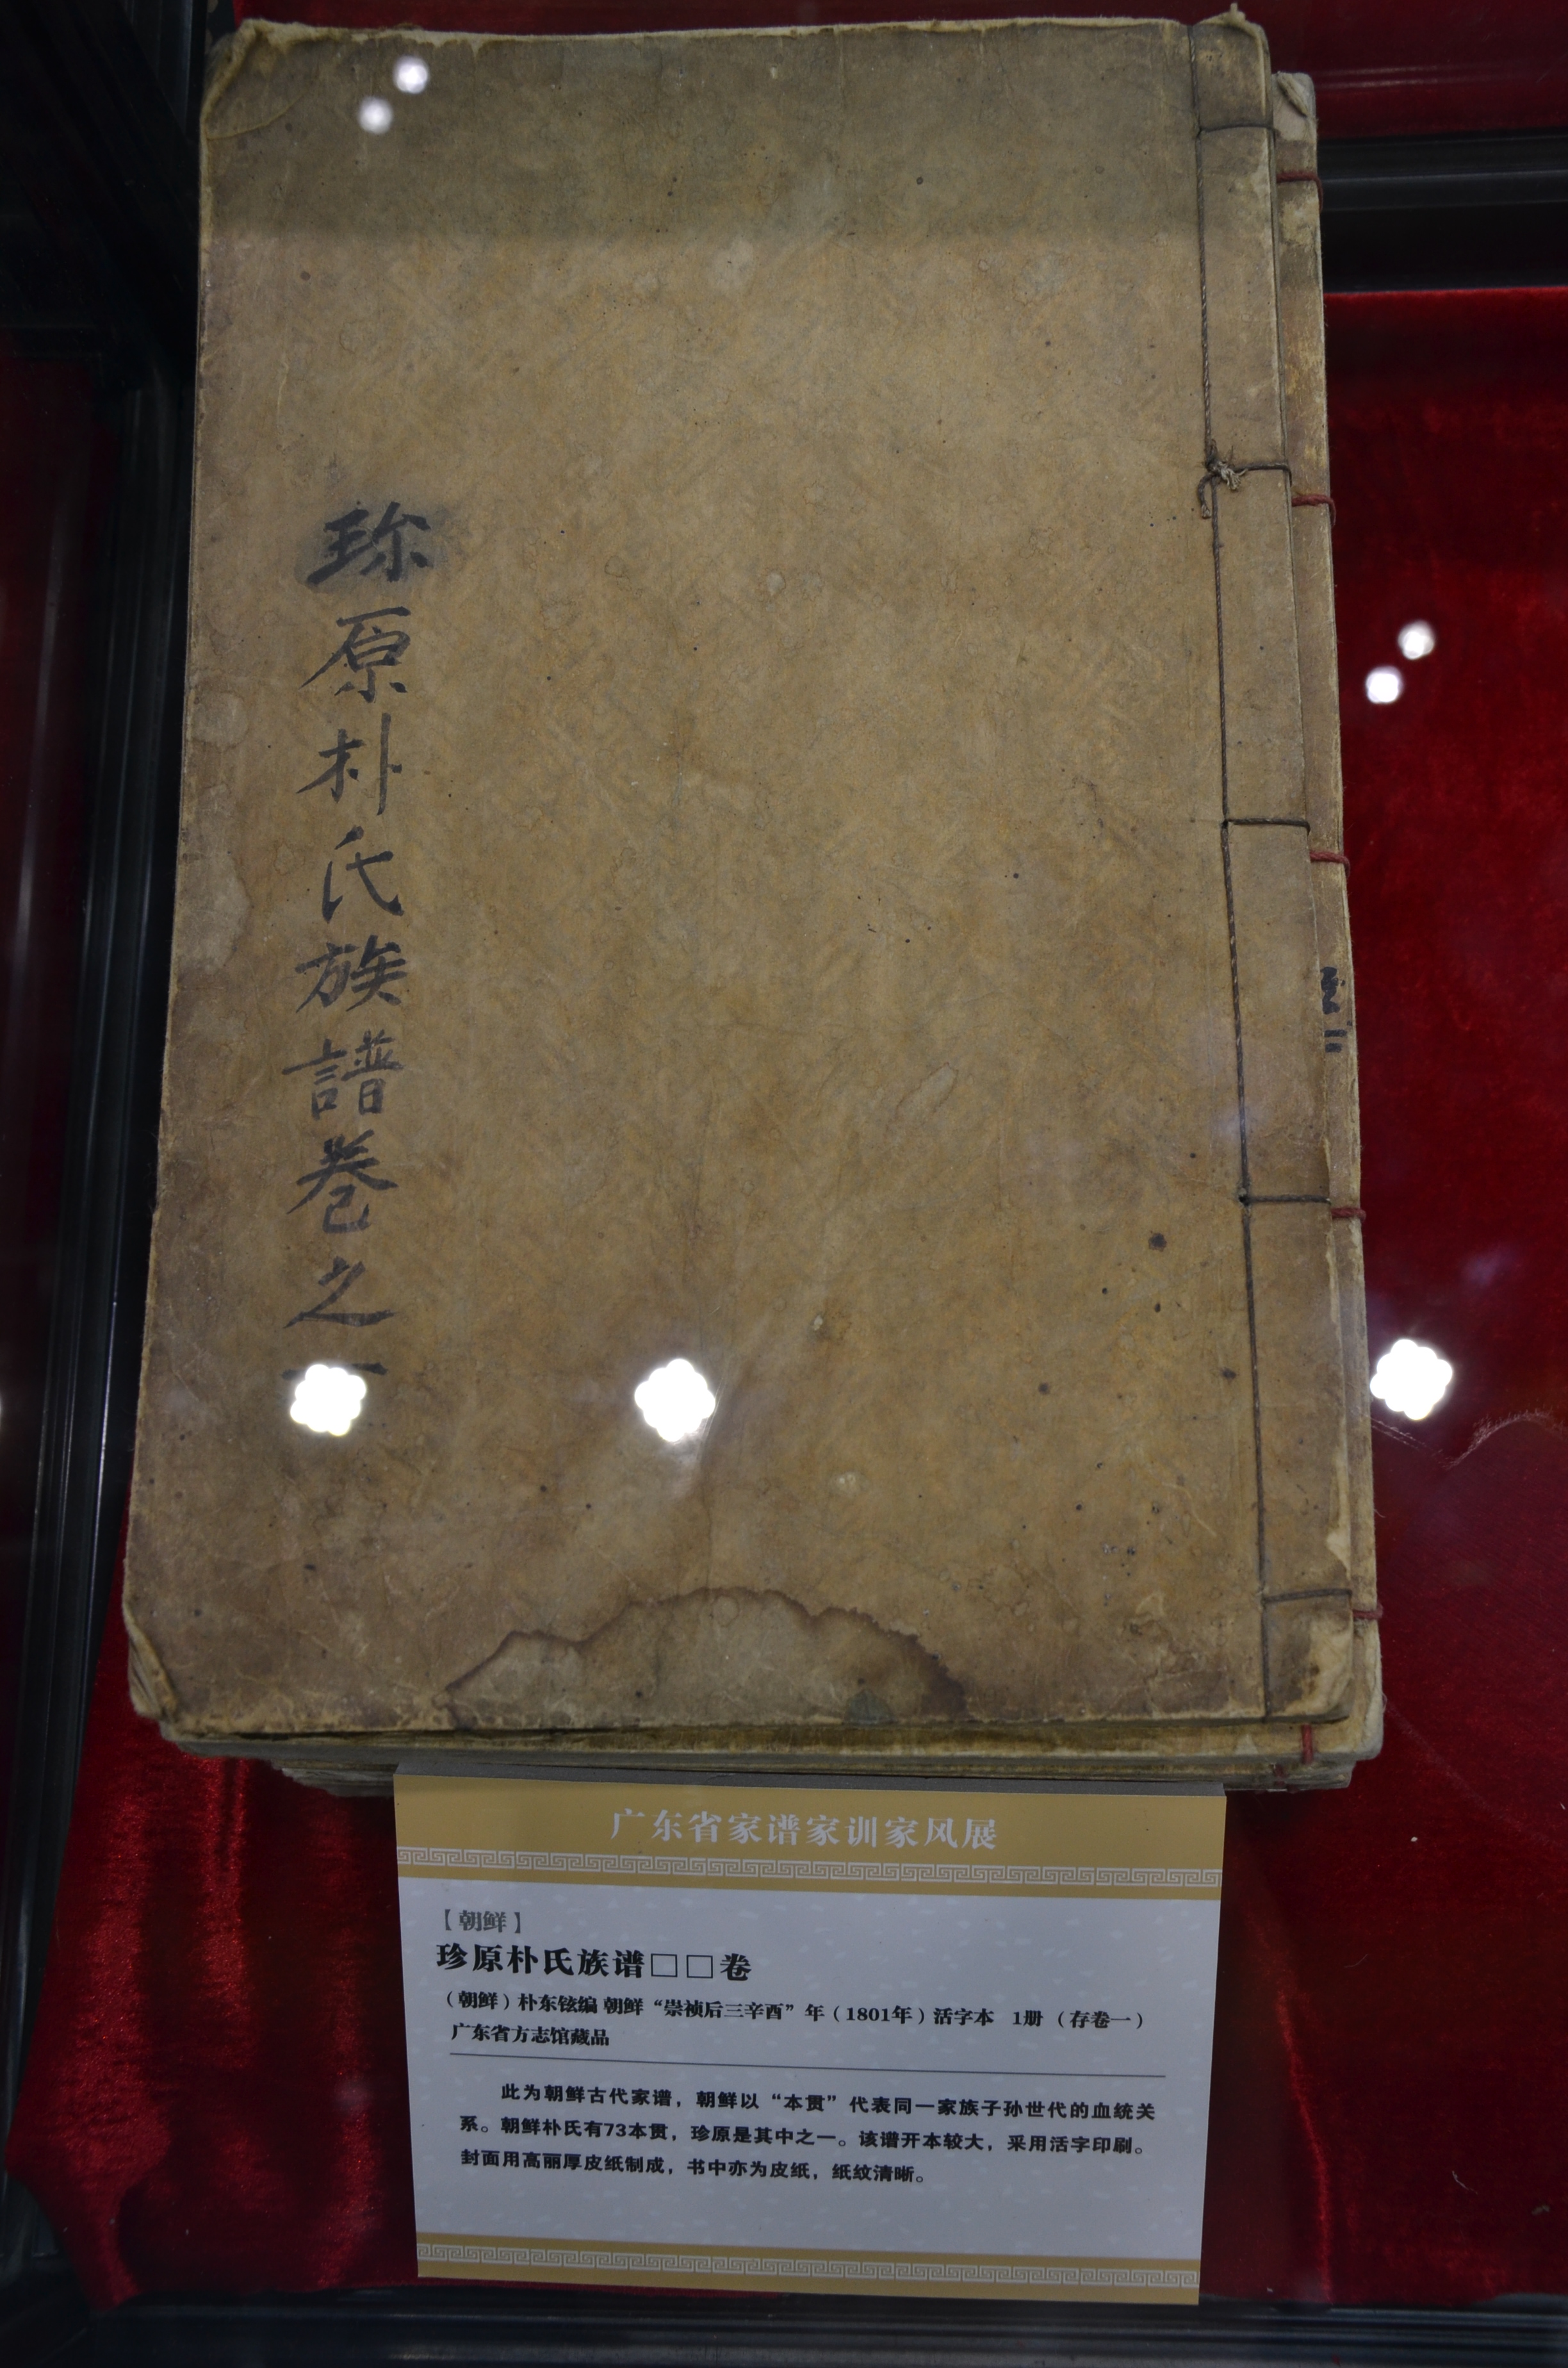 珎原朴氏族譜卷之一
广东省家谱家训家风展
【朝鲜】
珍原朴氏族谱□□卷
（朝鲜）朴东铉编 朝鲜“崇祯后三辛酉”年（1801年）活字本 1册 （存卷一）
广东省方志馆藏品
此为朝鲜古代家谱，朝鲜以“本贯”代表同一家族子孙世代的血统关
系。朝鲜朴氏有73本贯，珍原是其中之一。该谱开本较大，采用活字印刷。
封面用高丽厚皮纸制成，书中亦为皮纸，纸纹清晰。